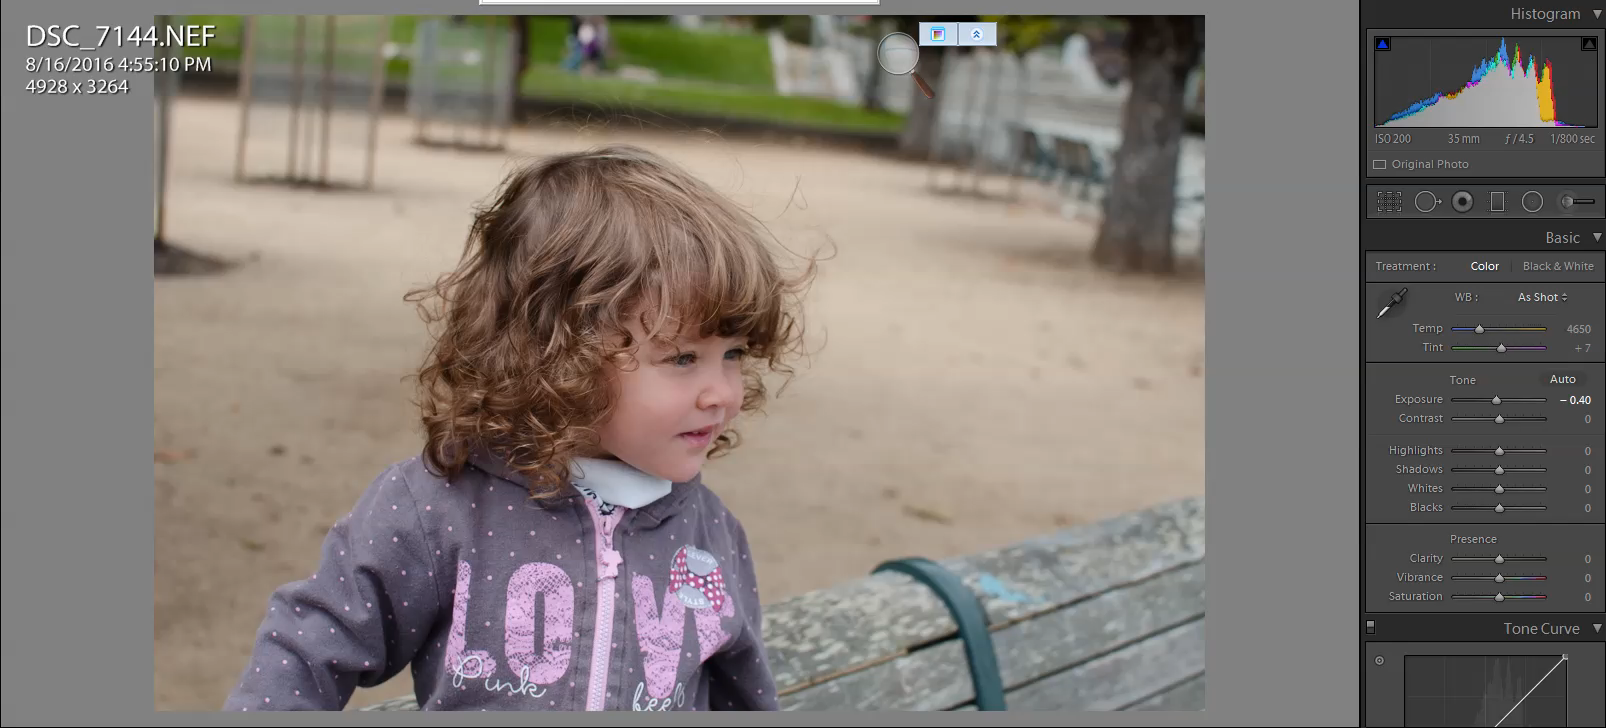 DSC_7144.NEF
8/16/2016 4:55:10 PM
4928 x 3264
LOVE
Pink
Histogram
ISO 200 35 mm ƒ / 4.5 1/800 sec
Original Photo
Basic
Treatment : Color Black & White
WB : As Shot
Temp 4650
Tint + 7
Tone Auto
Exposure – 0.40
Contrast 0
Highlights 0
Shadows 0
Whites 0
Blacks 0
Presence
Clarity 0
Vibrance 0
Saturation 0
Tone Curve